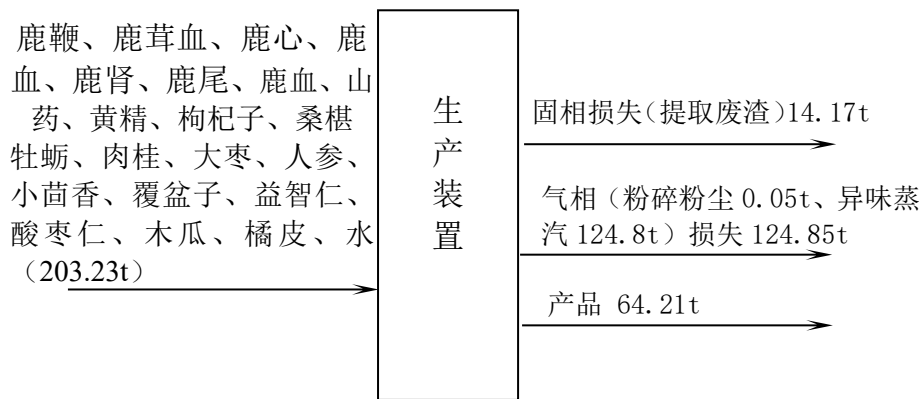 鹿鞭、鹿茸血、鹿心、鹿
血、鹿肾、鹿尾、鹿血、山
药、黄精、枸杞子、桑椹
牡蛎、肉桂、大枣、人参、
小茴香、覆盆子、益智仁、
酸枣仁、木瓜、橘皮、水
（203.23t）
生
产
装
置
固相损失(提取废渣)14.17t
气相（粉碎粉尘 0.05t、异味蒸
汽 124.8t）损失 124.85t
产品 64.21t